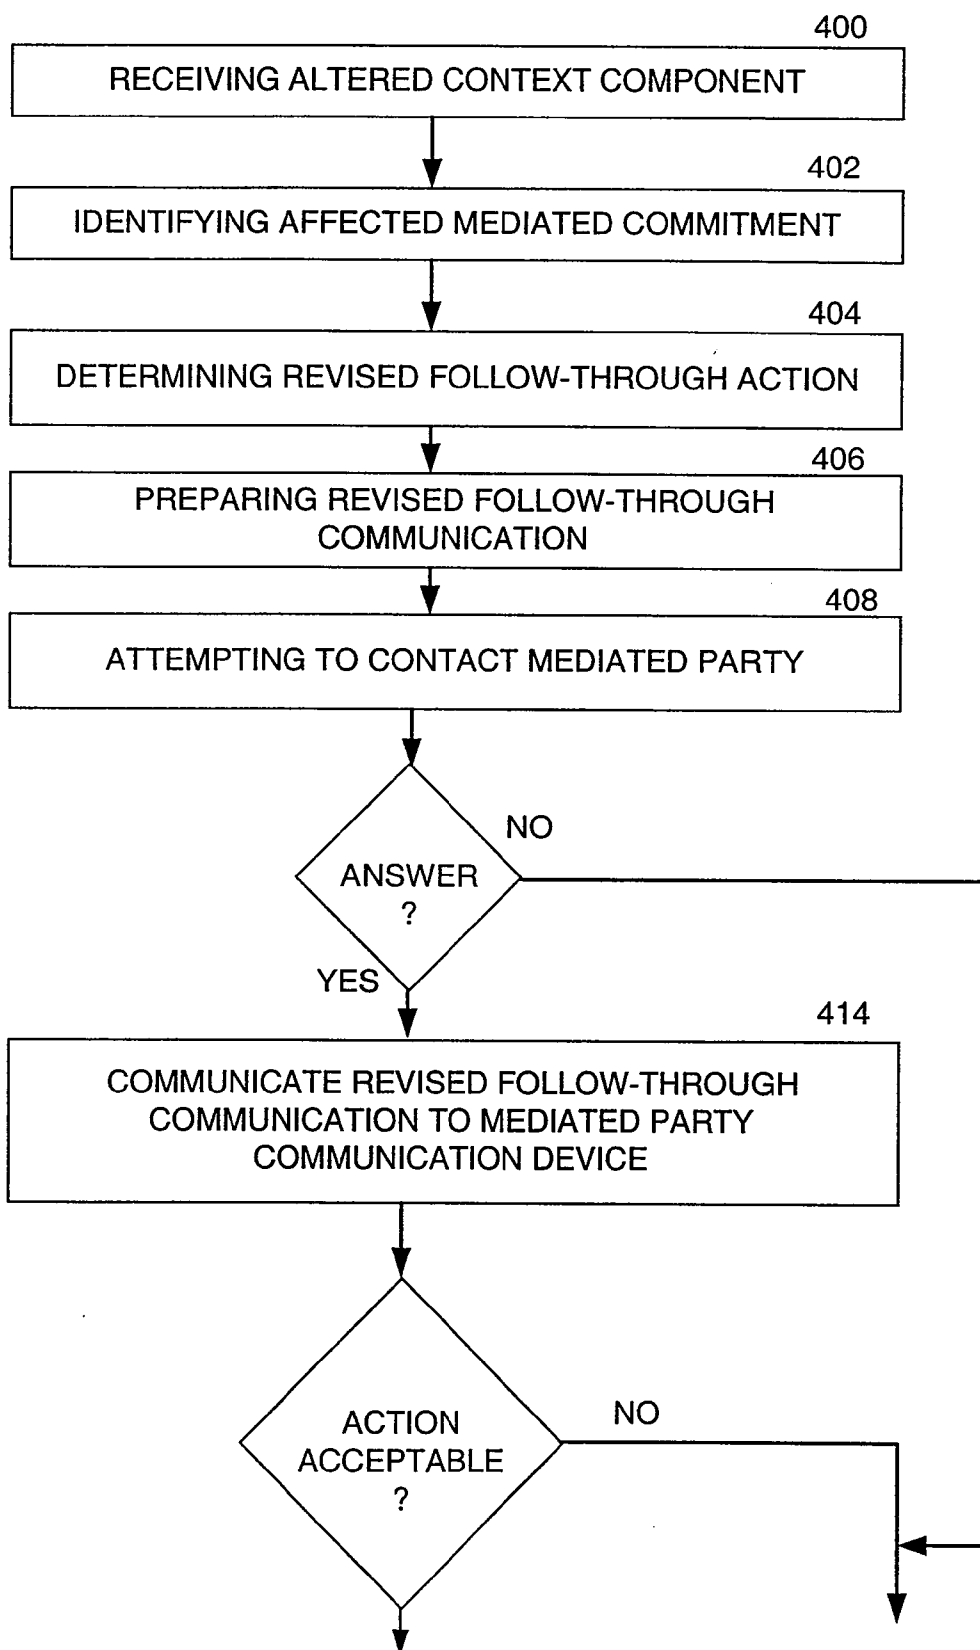 400
RECEIVING ALTERED CONTEXT COMPONENT
402
IDENTIFYING AFFECTED MEDIATED COMMITMENT
404
DETERMINING REVISED FOLLOW-THROUGH ACTION
406
PREPARING REVISED FOLLOW-THROUGH
COMMUNICATION
408
ATTEMPTING TO CONTACT MEDIATED PARTY
NO
ANSWER
?
YES
414
COMMUNICATE REVISED FOLLOW-THROUGH
COMMUNICATION TO MEDIATED PARTY
COMMUNICATION DEVICE
NO
ACTION
ACCEPTABLE
?